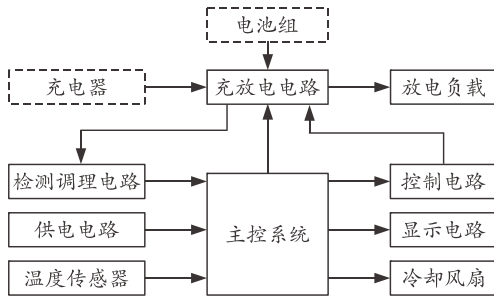 电池组
充电器
充放电电路
放电负载
检测调理电路
控制电路
供电电路
主控系统
显示电路
温度传感器
冷却风扇